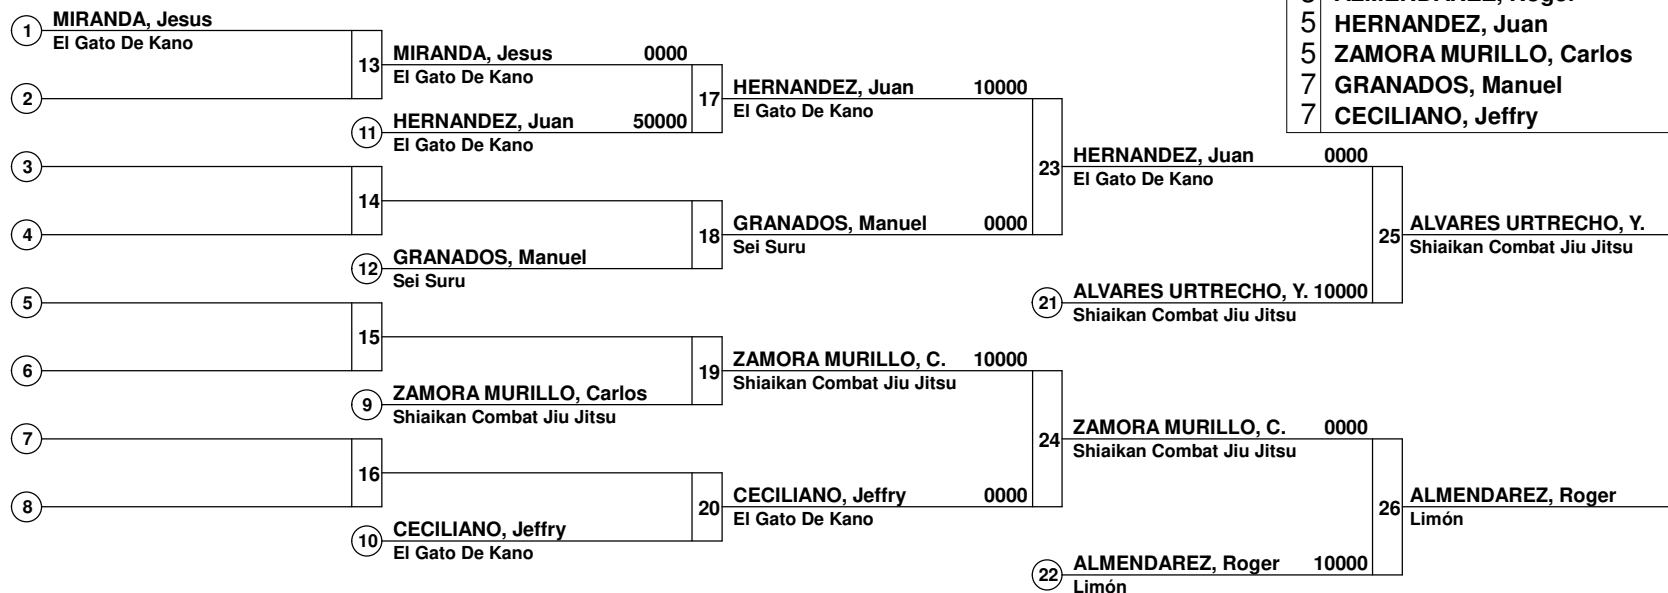 3 ALMENDAREZ, Roger
5 HERNANDEZ, Juan
5 ZAMORA MURILLO, Carlos
7 GRANADOS, Manuel
7 CECILIANO, Jeffry
1 MIRANDA, Jesus
El Gato De Kano
2
3
4
5
6
7
8
13 MIRANDA, Jesus 0000
El Gato De Kano
11 HERNANDEZ, Juan 50000
El Gato De Kano
14
12 GRANADOS, Manuel
Sei Suru
15
9 ZAMORA MURILLO, Carlos
Shiaikan Combat Jiu Jitsu
16
10 CECILIANO, Jeffry
El Gato De Kano
17 HERNANDEZ, Juan 10000
El Gato De Kano
18 GRANADOS, Manuel 0000
Sei Suru
19 ZAMORA MURILLO, C. 10000
Shiaikan Combat Jiu Jitsu
20 CECILIANO, Jeffry 0000
El Gato De Kano
23 HERNANDEZ, Juan 0000
El Gato De Kano
21 ALVARES URTRECHO, Y. 10000
Shiaikan Combat Jiu Jitsu
24 ZAMORA MURILLO, C. 0000
Shiaikan Combat Jiu Jitsu
22 ALMENDAREZ, Roger 10000
Limón
25 ALVARES URTRECHO, Y.
Shiaikan Combat Jiu Jitsu
26 ALMENDAREZ, Roger
Limón